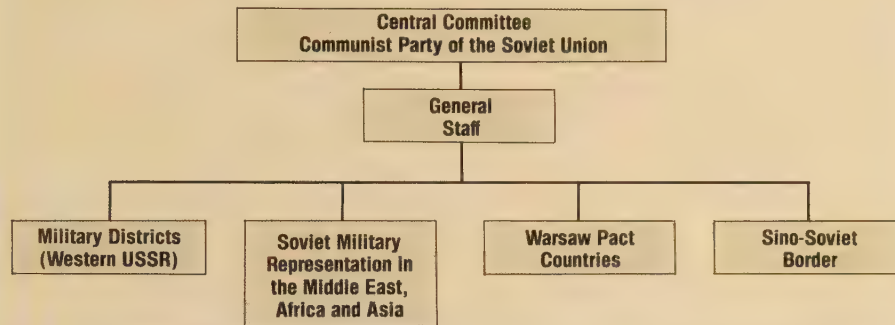 Central Committee
Communist Party of the Soviet Union
General
Staff
Military Districts
(Western USSR)
Soviet Military
Representation in
the Middle East,
Africa and Asia
Warsaw Pact
Countries
Sino-Soviet
Border